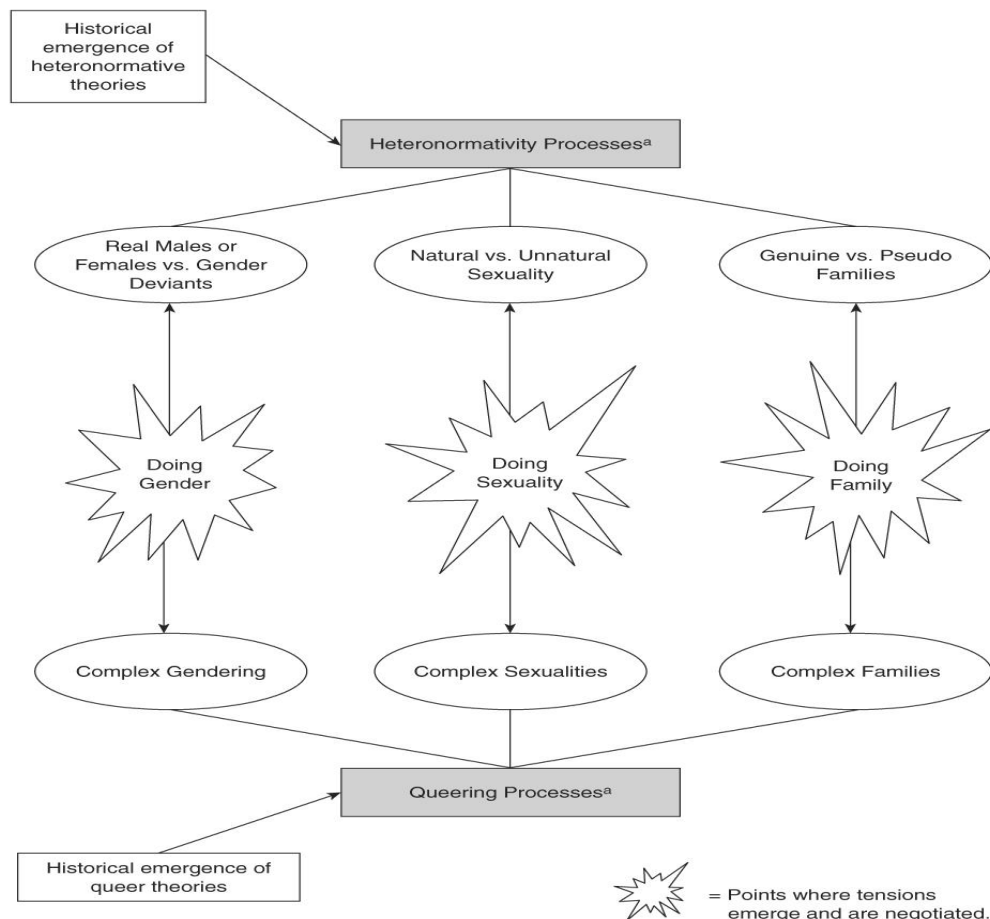 Historical
emergence of
heteronormative
theories
Heteronormativity Processesᵃ
Real Males or
Females vs. Gender
Deviants
Natural vs. Unnatural
Sexuality
Genuine vs. Pseudo
Families
Doing
Gender
Doing
Sexuality
Doing
Family
Complex Gendering
Complex Sexualities
Complex Families
Queering Processesᵃ
Historical emergence of
queer theories
= Points where tensions
emerge and are negotiated.